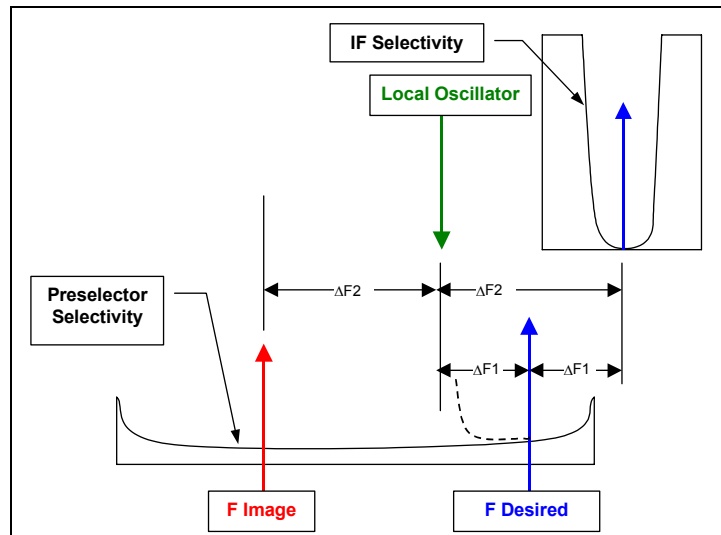 IF Selectivity
Local Oscillator
ΔF2
ΔF2
Preselector
Selectivity
ΔF1
ΔF1
F Image
F Desired